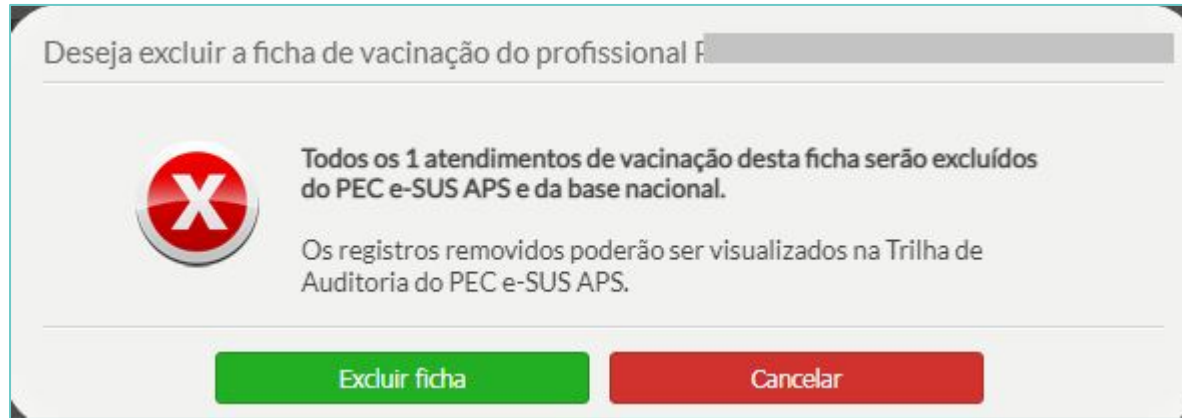 Deseja excluir a ficha de vacinação do profissional
Todos os 1 atendimentos de vacinação desta ficha serão excluídos
do PEC e-SUS APS e da base nacional.
Os registros removidos poderão ser visualizados na Trilha de
Auditoria do PEC e-SUS APS.
Excluir ficha
Cancelar